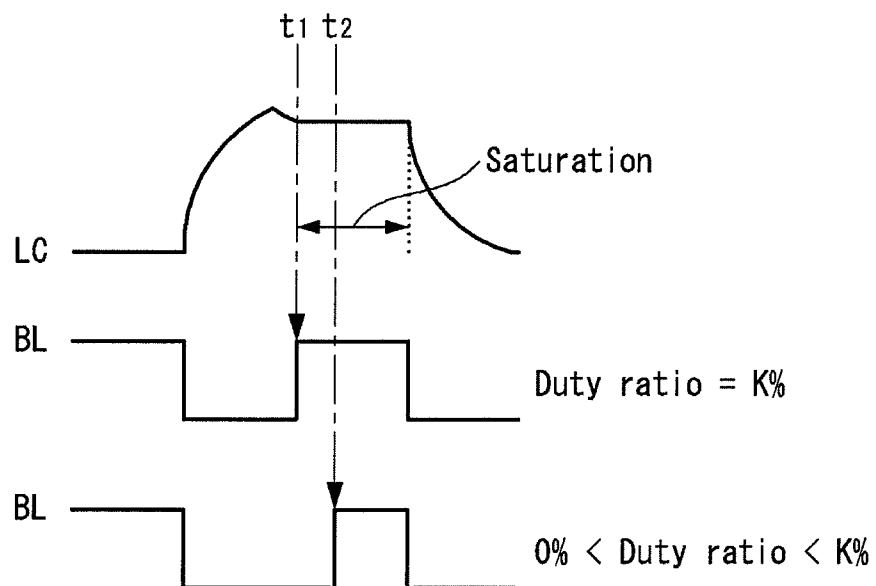 t1 t2
Saturation
LC
BL
Duty ratio = K%
BL
0% < Duty ratio < K%